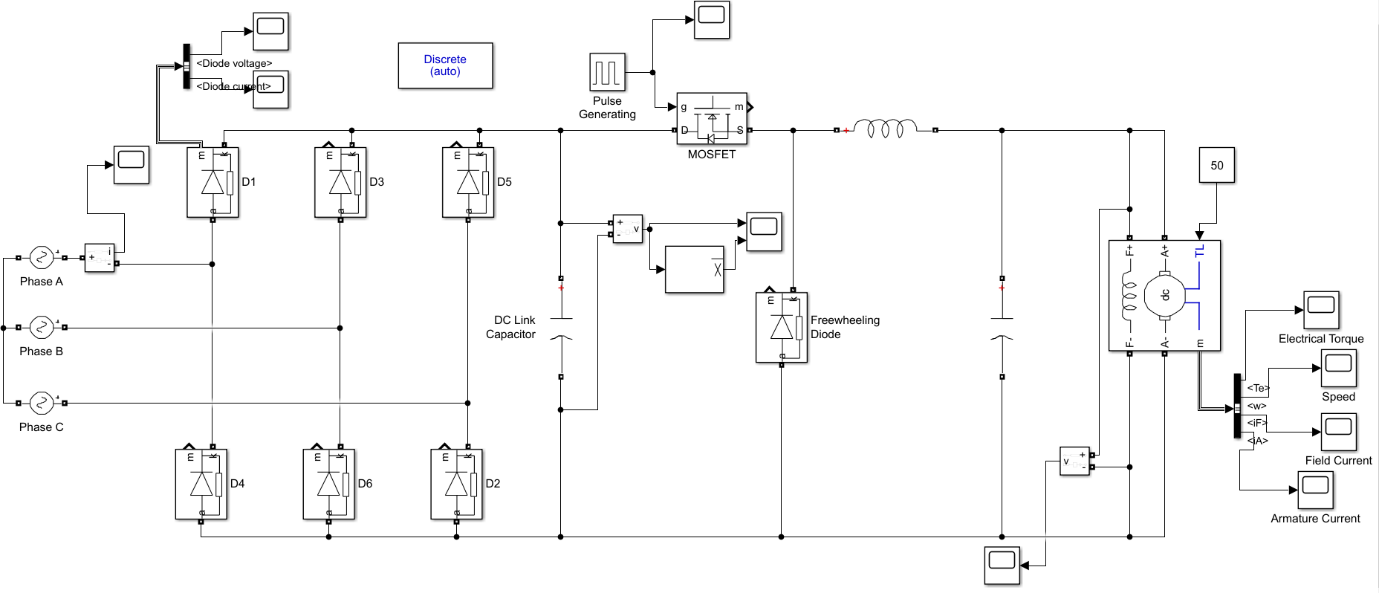 <Diode voltage>
<Diode current>
Discrete
(auto)
Pulse
Generating
g
m
D
S
MOSFET
50
m
k
a
D1
m
k
a
D3
m
k
a
D5
i
+
-
Phase A
Phase B
Phase C
+
-
v
DC Link
Capacitor
m
k
a
Freewheeling
Diode
F+
A+
TL
dc
F-
A-
m
Electrical Torque
<Te>
<w>
<iF>
<iA>
Speed
Field Current
Armature Current
v
+
-
m
k
a
D4
m
k
a
D6
m
k
a
D2